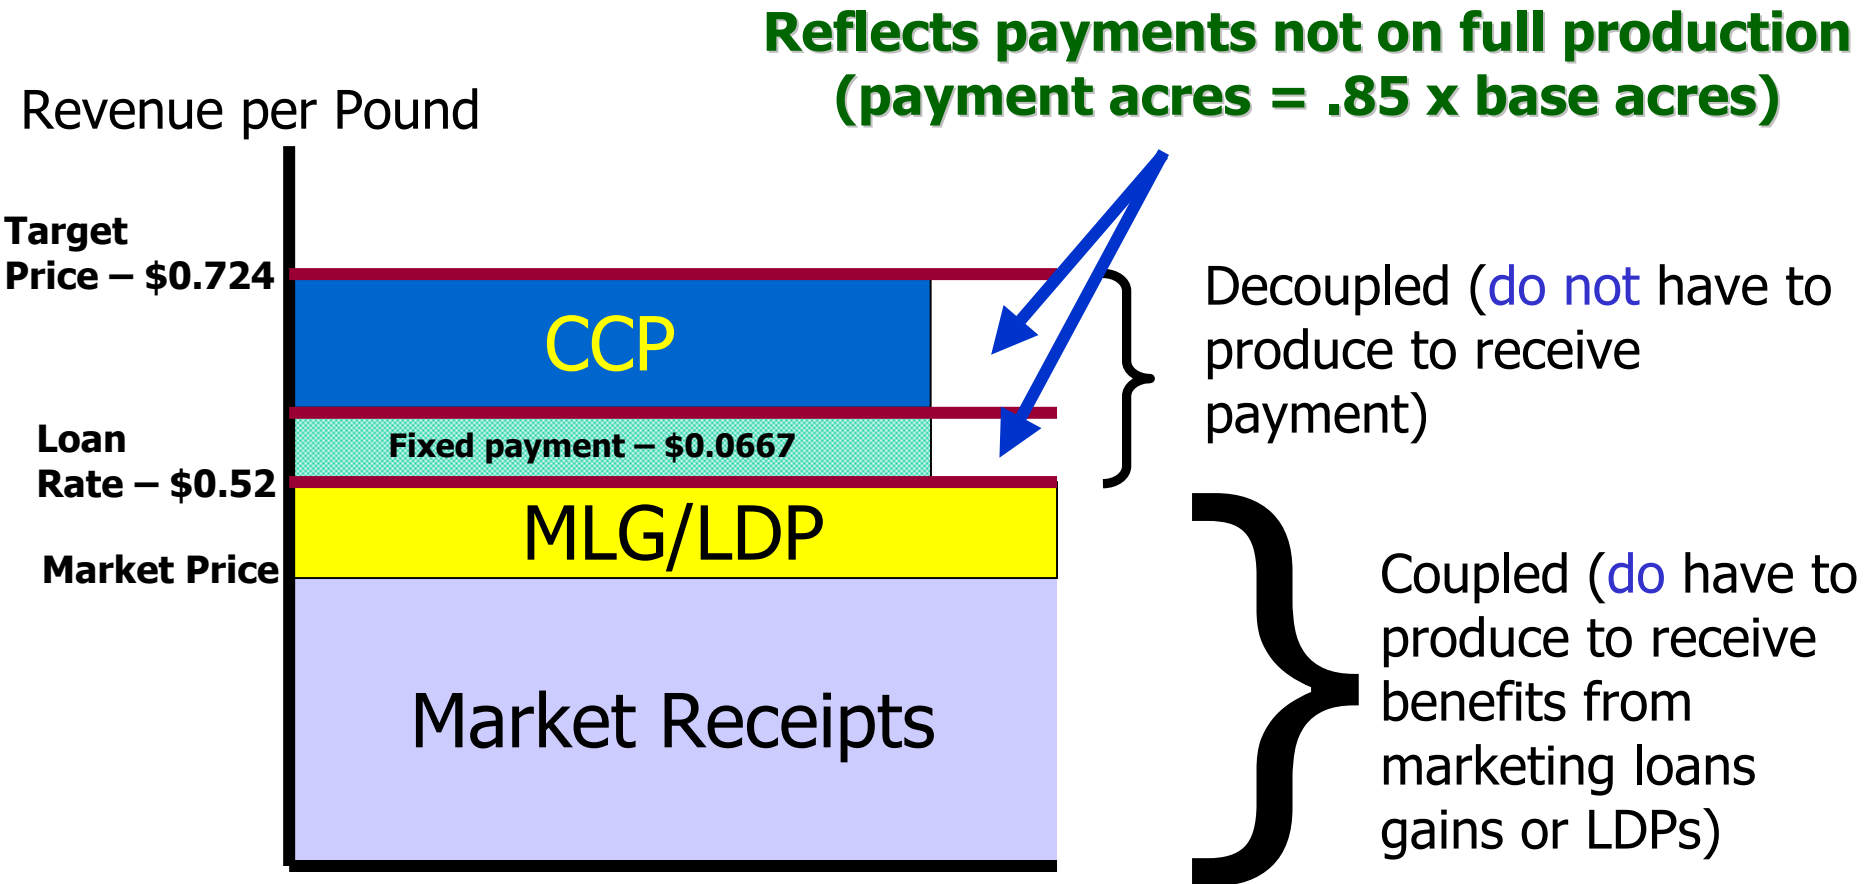 Reflects payments not on full production
(payment acres = .85 x base acres)
Revenue per Pound
Target
Price – $0.724
CCP
Decoupled (do not have to
produce to receive
payment)
Loan
Rate – $0.52
Fixed payment – $0.0667
MLG/LDP
Market Price
Coupled (do have to
produce to receive
benefits from
marketing loans
gains or LDPs)
Market Receipts